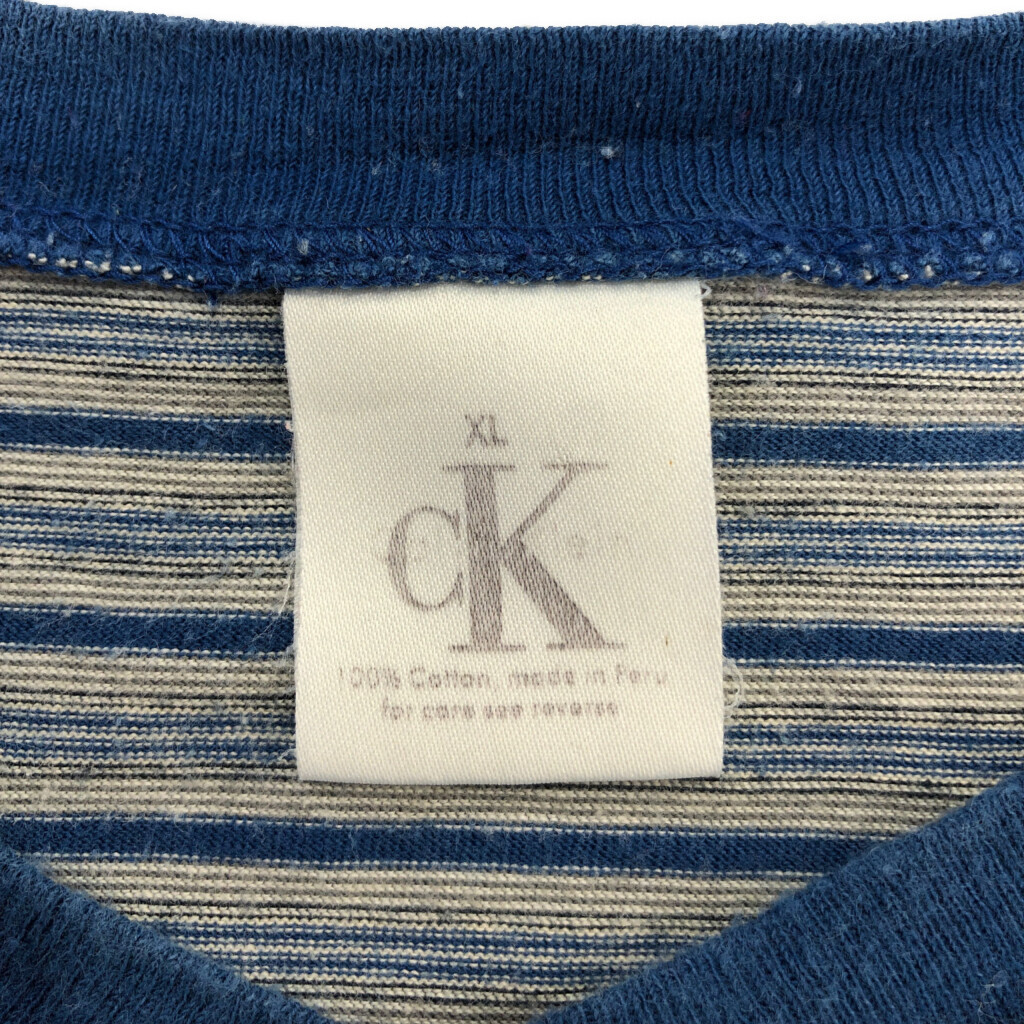 XL
cK
100% Cotton, made in Peru
for care see reverse